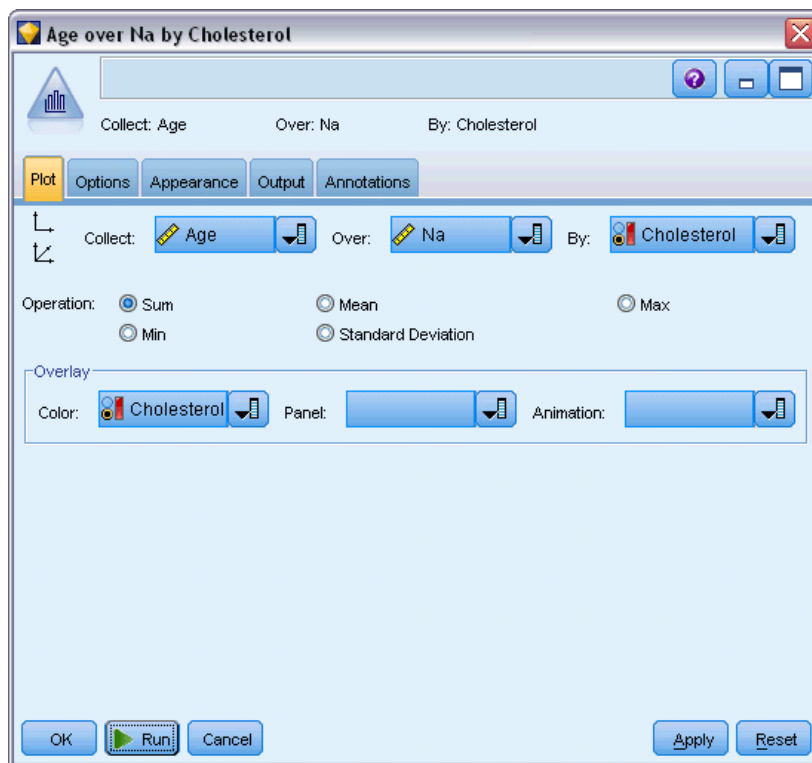 Age over Na by Cholesterol
?
Collect: Age Over: Na By: Cholesterol
Plot Options Appearance Output Annotations
Collect: Age Over: Na By: Cholesterol
Operation: Sum Mean Max
Min Standard Deviation
Overlay
Color: Cholesterol Panel: Animation:
OK Run Cancel Apply Reset